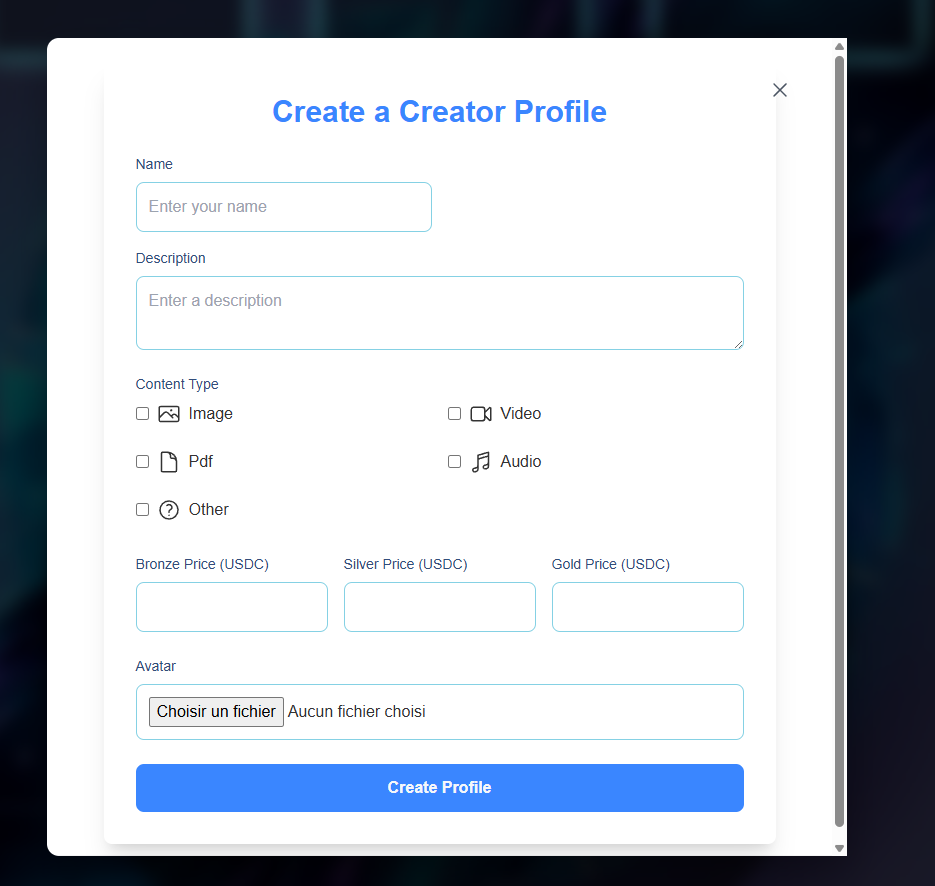 Create a Creator Profile
Name
Enter your name
Description
Enter a description
Content Type
Image
Video
Pdf
Audio
Other
Bronze Price (USDC)
Silver Price (USDC)
Gold Price (USDC)
Avatar
Choisir un fichier Aucun fichier choisi
Create Profile